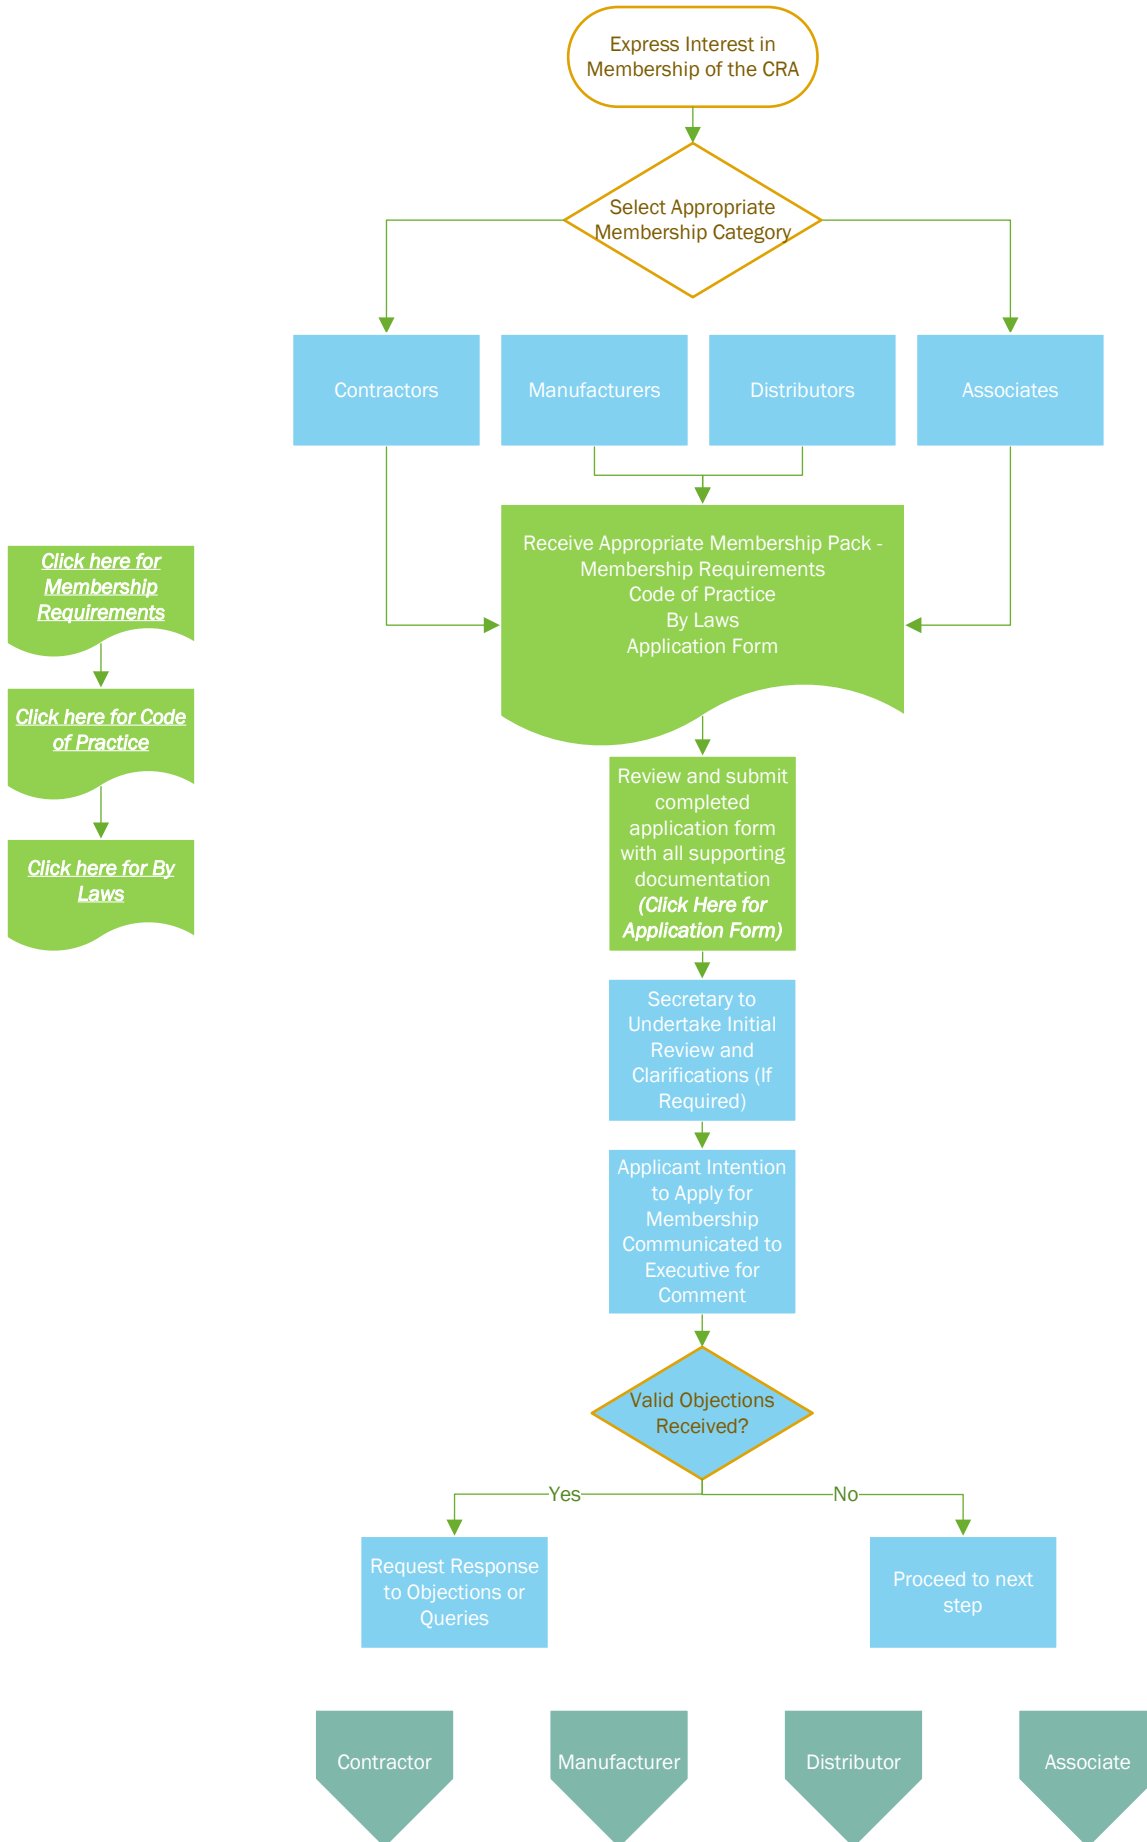 Express Interest in
Membership of the CRA
Select Appropriate
Membership Category
Contractors
Manufacturers
Distributors
Associates
Receive Appropriate Membership Pack -
Membership Requirements
Code of Practice
By Laws
Application Form
Click here for
Membership
Requirements
Click here for Code
of Practice
Click here for By
Laws
Review and submit
completed
application form
with all supporting
documentation
(Click Here for
Application Form)
Secretary to
Undertake Initial
Review and
Clarifications (If
Required)
Applicant Intention
to Apply for
Membership
Communicated to
Executive for
Comment
Valid Objections
Received?
Yes
No
Request Response
to Objections or
Queries
Proceed to next
step
Contractor
Manufacturer
Distributor
Associate